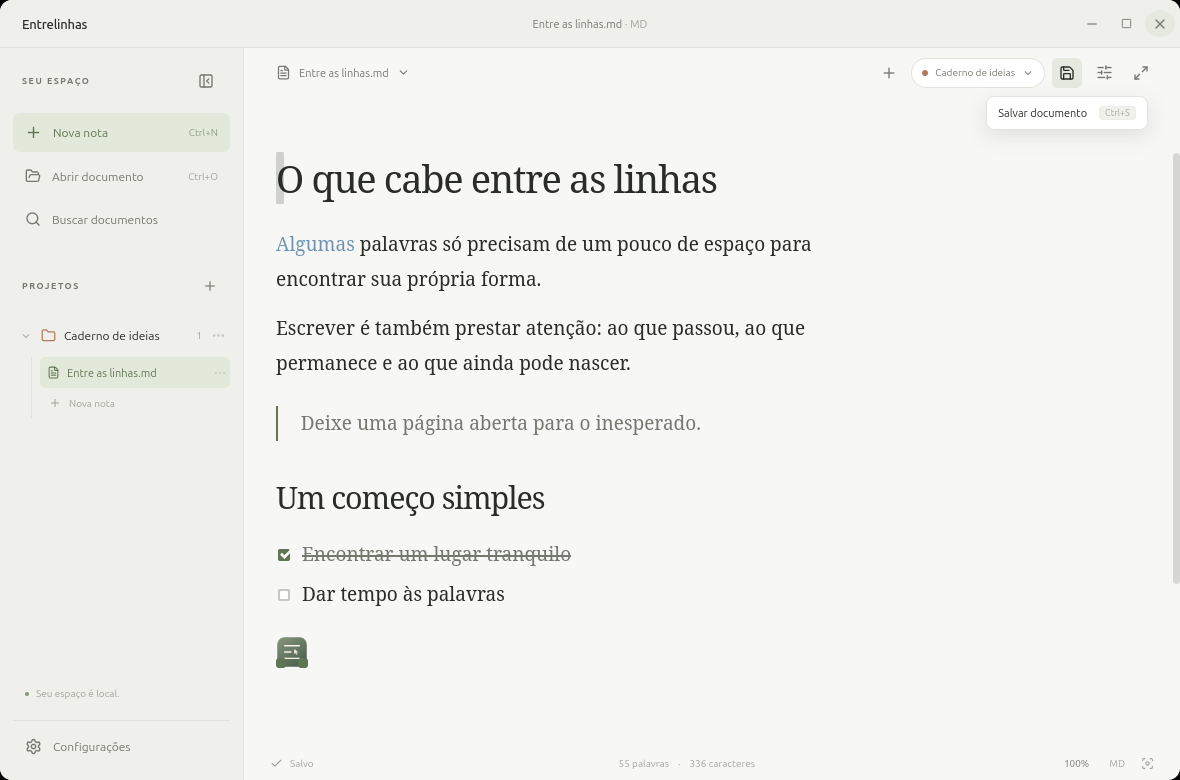 Entrelinhas
Entre as linhas.md · MD
SEU ESPAÇO
Nova nota Ctrl+N
Abrir documento Ctrl+O
Buscar documentos
PROJETOS
Caderno de ideias 1
Entre as linhas.md
Nova nota
Seu espaço é local.
Configurações
Entre as linhas.md
Caderno de ideias
Salvar documento Ctrl+S
O que cabe entre as linhas
Algumas palavras só precisam de um pouco de espaço para
encontrar sua própria forma.
Escrever é também prestar atenção: ao que passou, ao que
permanece e ao que ainda pode nascer.
Deixe uma página aberta para o inesperado.
Um começo simples
Encontrar um lugar tranquilo
Dar tempo às palavras
Salvo
55 palavras · 336 caracteres
100% MD